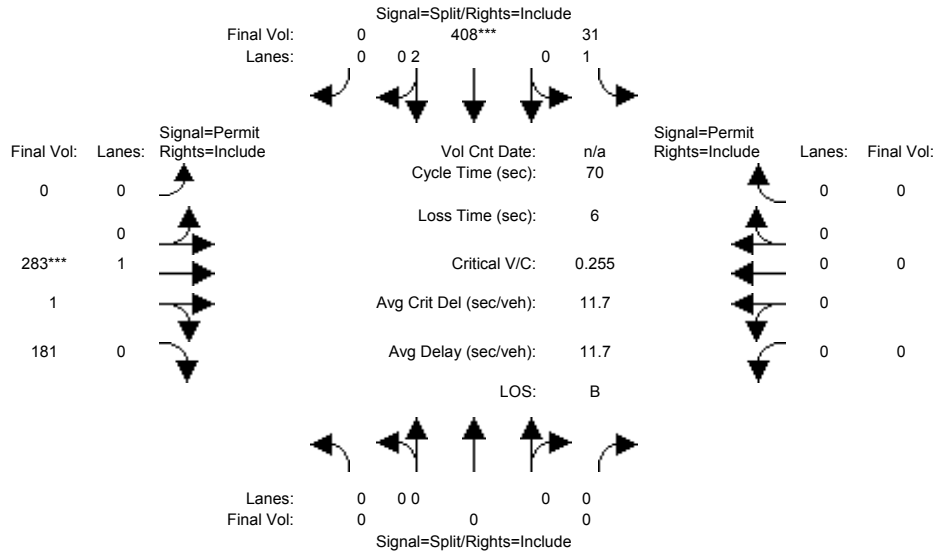 Signal=Split/Rights=Include
Final Vol: 0 408*** 31
Lanes: 0 0 2 0 1
Signal=Permit Signal=Permit
Final Vol: Lanes: Rights=Include Vol Cnt Date: n/a Rights=Include Lanes: Final Vol:
Cycle Time (sec): 70
0 0 0 0
Loss Time (sec): 6
0 0
283*** 1 Critical V/C: 0.255 0 0
1 0 Avg Crit Del (sec/veh): 11.7 0
181 0 Avg Delay (sec/veh): 11.7 0 0
LOS: B
Lanes: 0 0 0 0 0
Final Vol: 0 0 0
Signal=Split/Rights=Include